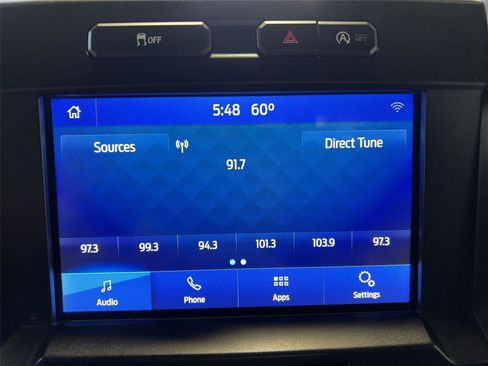 OFF OFF
5:48 60º
Sources Direct Tune
91.7
97.3 99.3 94.3 101.3 103.9 97.3
Audio Phone Apps Settings